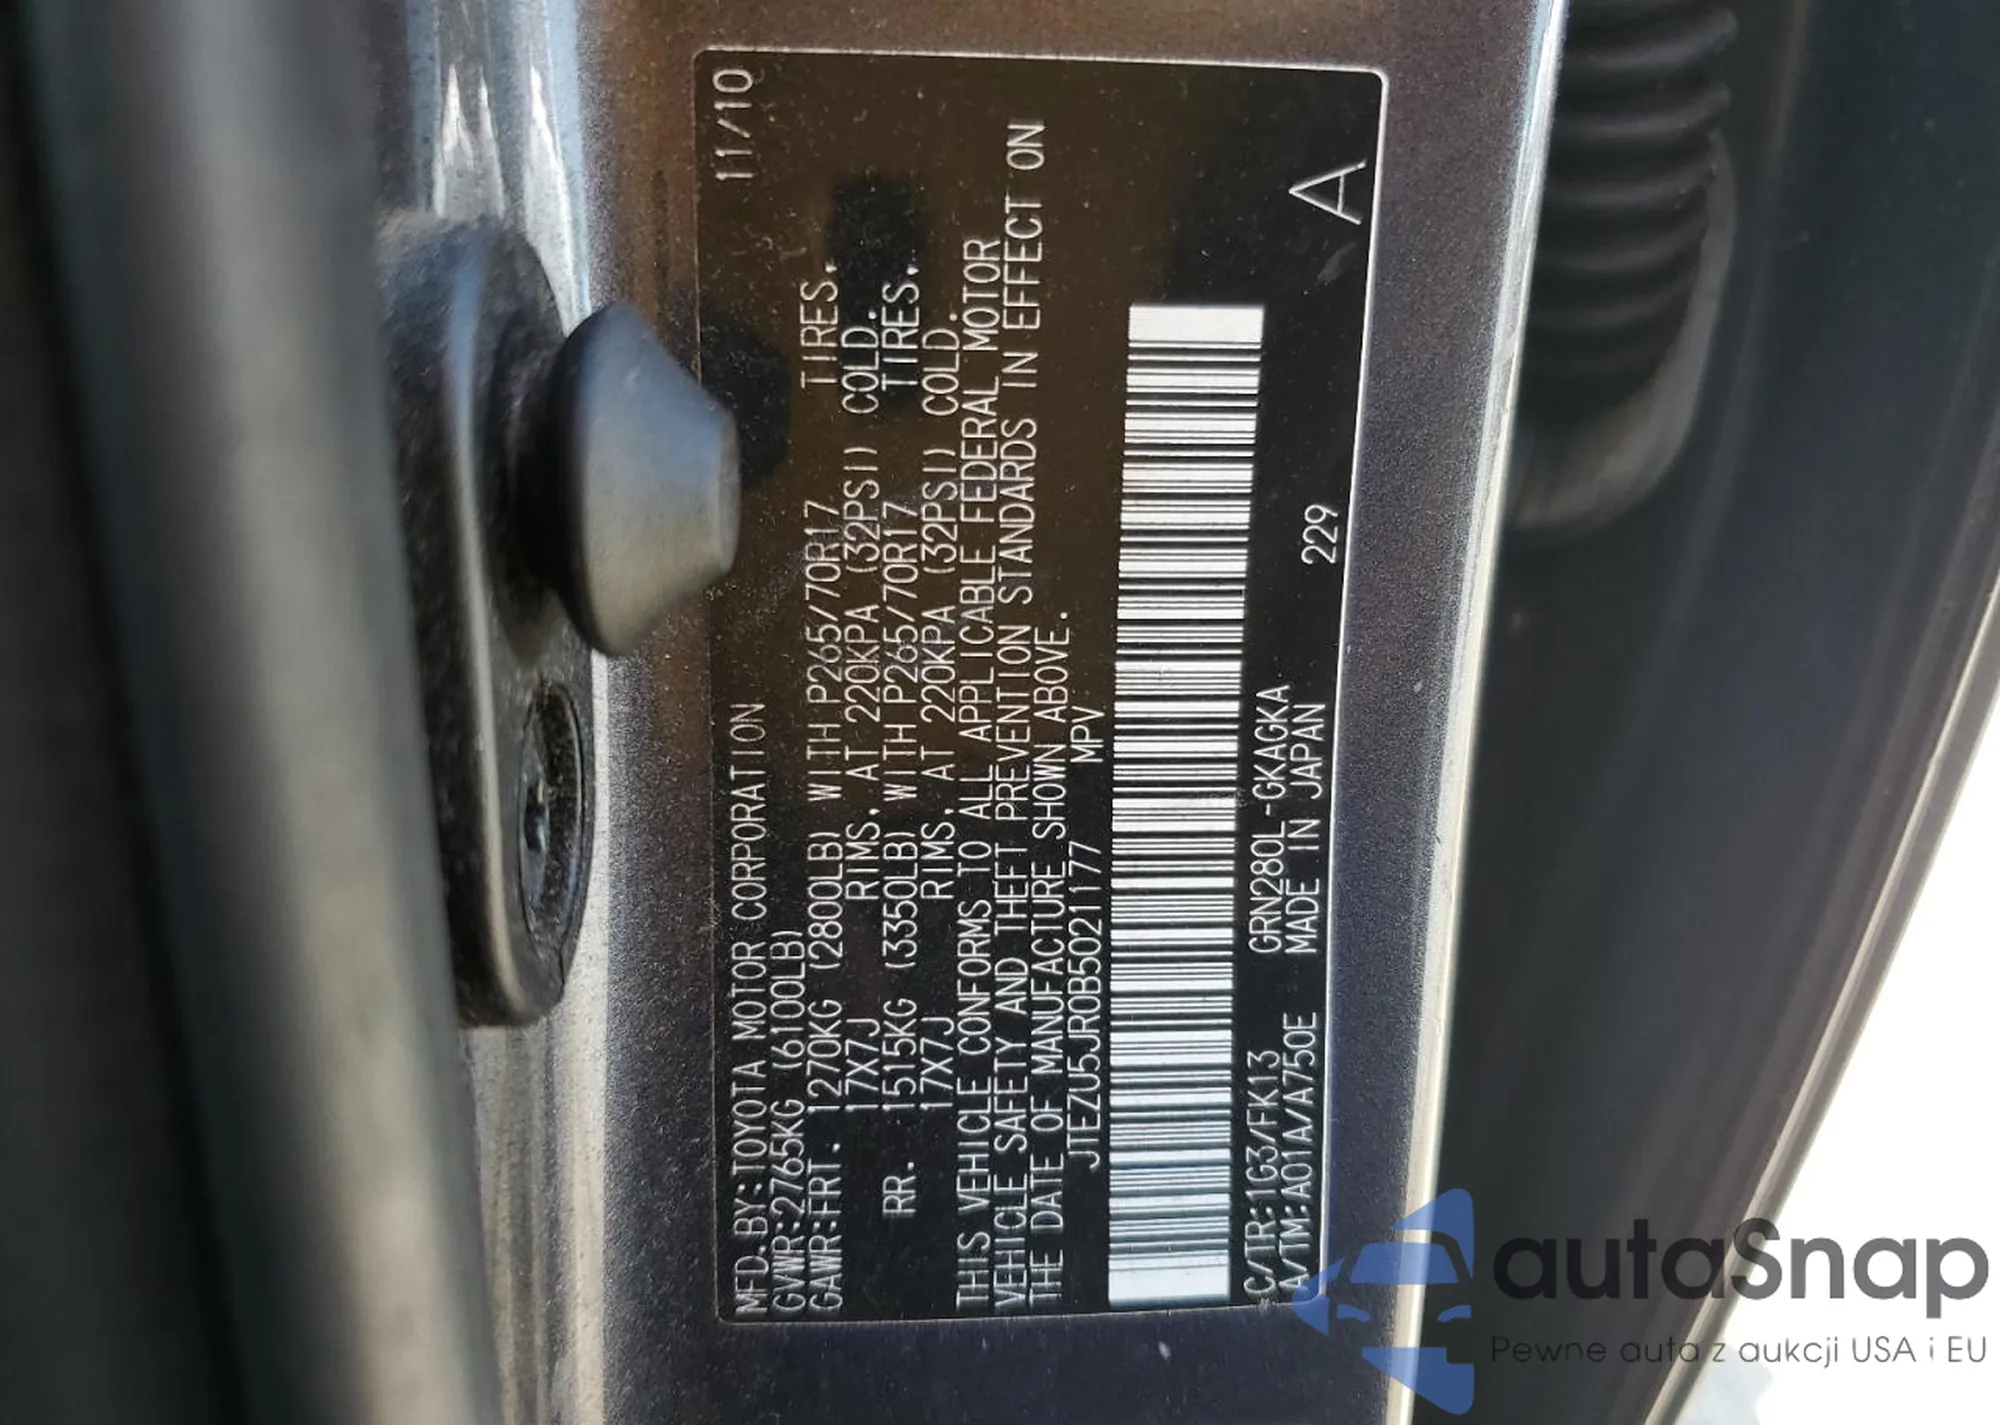 MFD.BY:TOYOTA MOTOR CORPORATION 11/10
GVWR:2765KG (6100LB)
GAWR:FRT. 1270KG (2800LB) WITH P265/70R17 TIRES,
17X7J RIMS, AT 220KPA (32PSI) COLD.
RR. 1515KG (3350LB) WITH P265/70R17 TIRES,
17X7J RIMS, AT 220KPA (32PSI) COLD.
THIS VEHICLE CONFORMS TO ALL APPLICABLE FEDERAL MOTOR
VEHICLE SAFETY AND THEFT PREVENTION STANDARDS IN EFFECT ON
THE DATE OF MANUFACTURE SHOWN ABOVE.
JTEZU5JR0B5021177 MPV
C/TR:1G3/FK13 GRN280L-GKAGKA
A/TM:A01A/A750E MADE IN JAPAN 229
A
autoSnap
Pewne auta z aukcji USA i EU